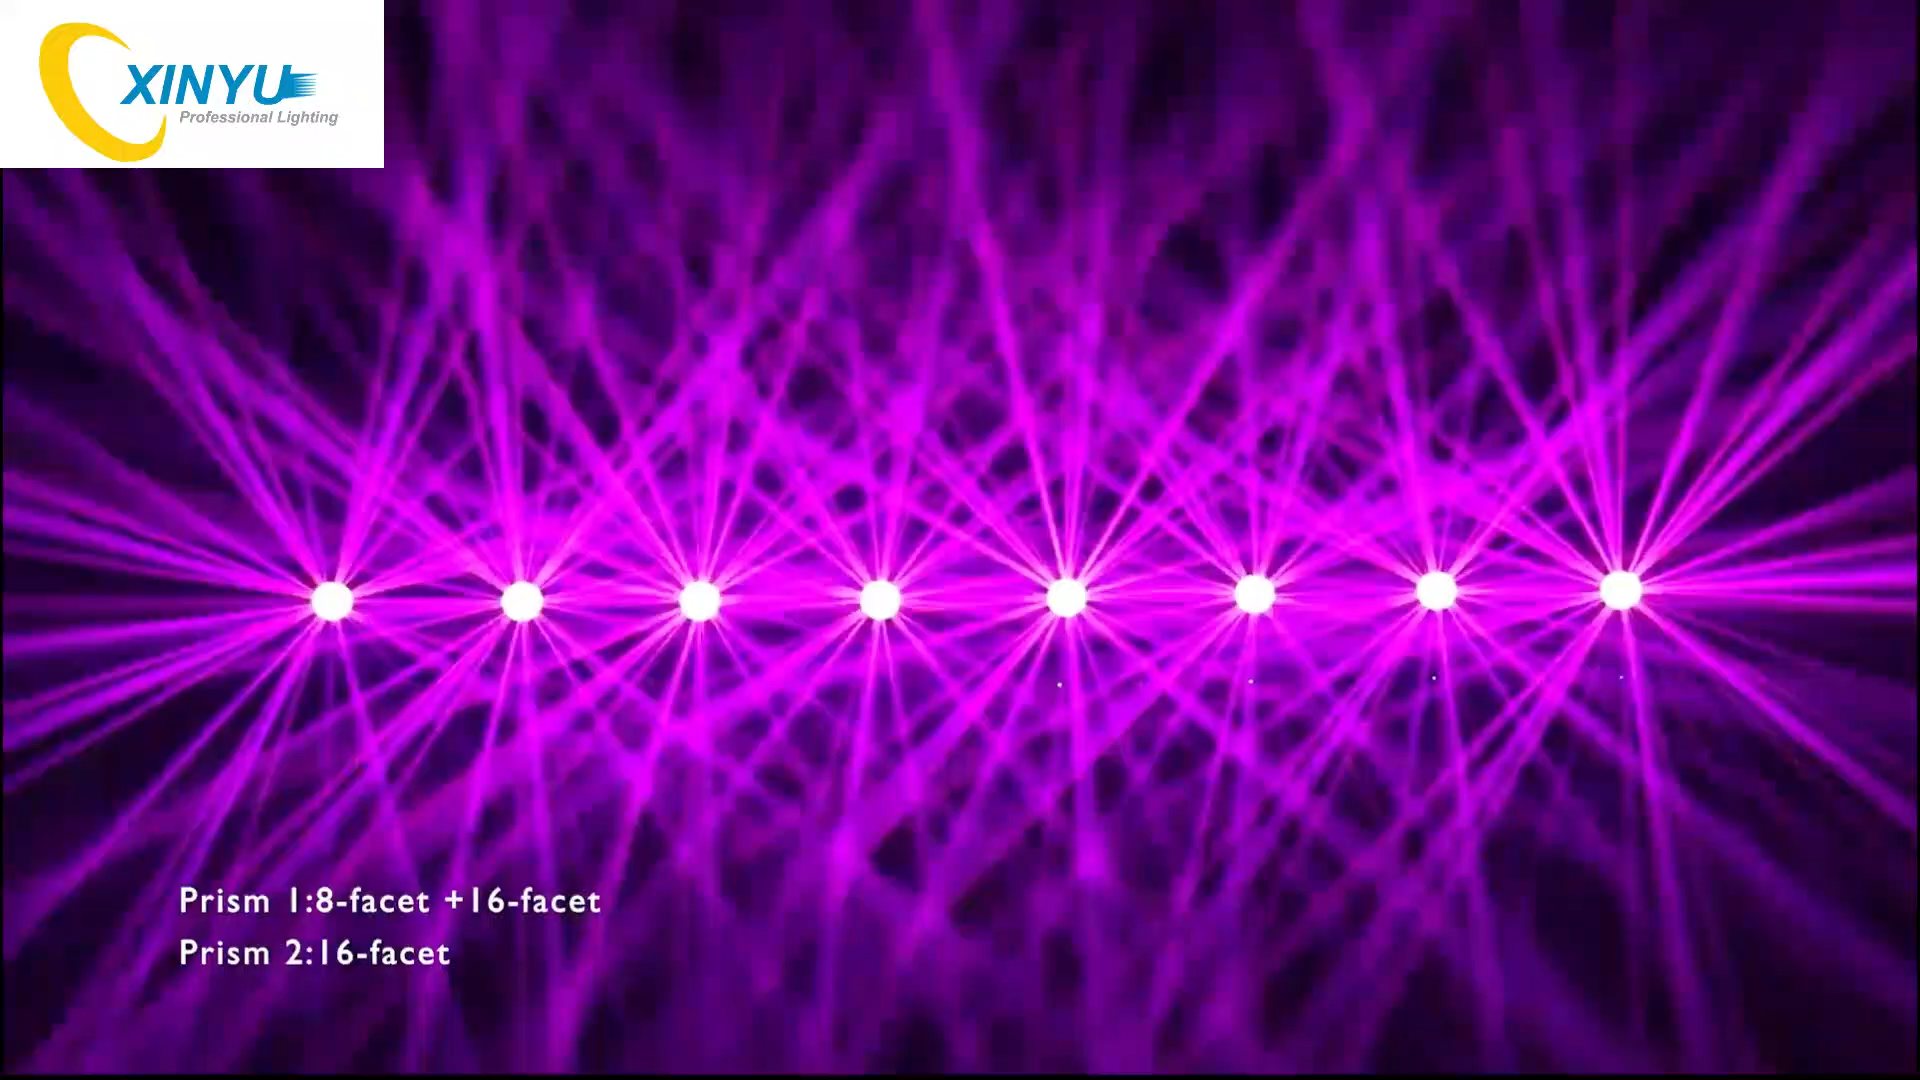 XINYU
Professional Lighting
Prism 1:8-facet +16-facet
Prism 2:16-facet